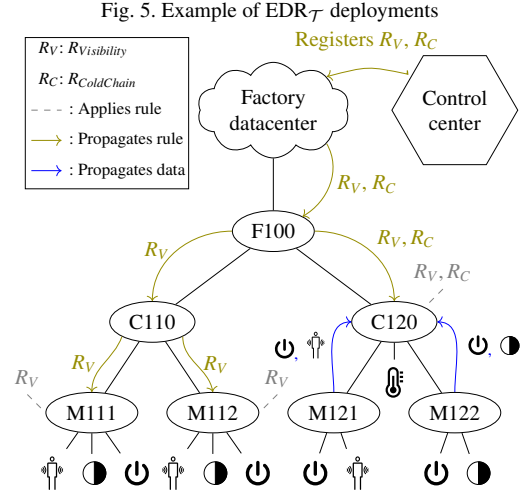 Fig. 5. Example of EDR𝒯 deployments
Registers R_V, R_C
R_V: R_Visibility
R_C: R_ColdChain
: Applies rule
: Propagates rule
: Propagates data
Factory
datacenter
Control
center
R_V, R_C
F100
R_V
R_V, R_C
R_V, R_C
C110
C120
R_V
R_V
,
,
R_V
R_V
M111
M112
M121
M122